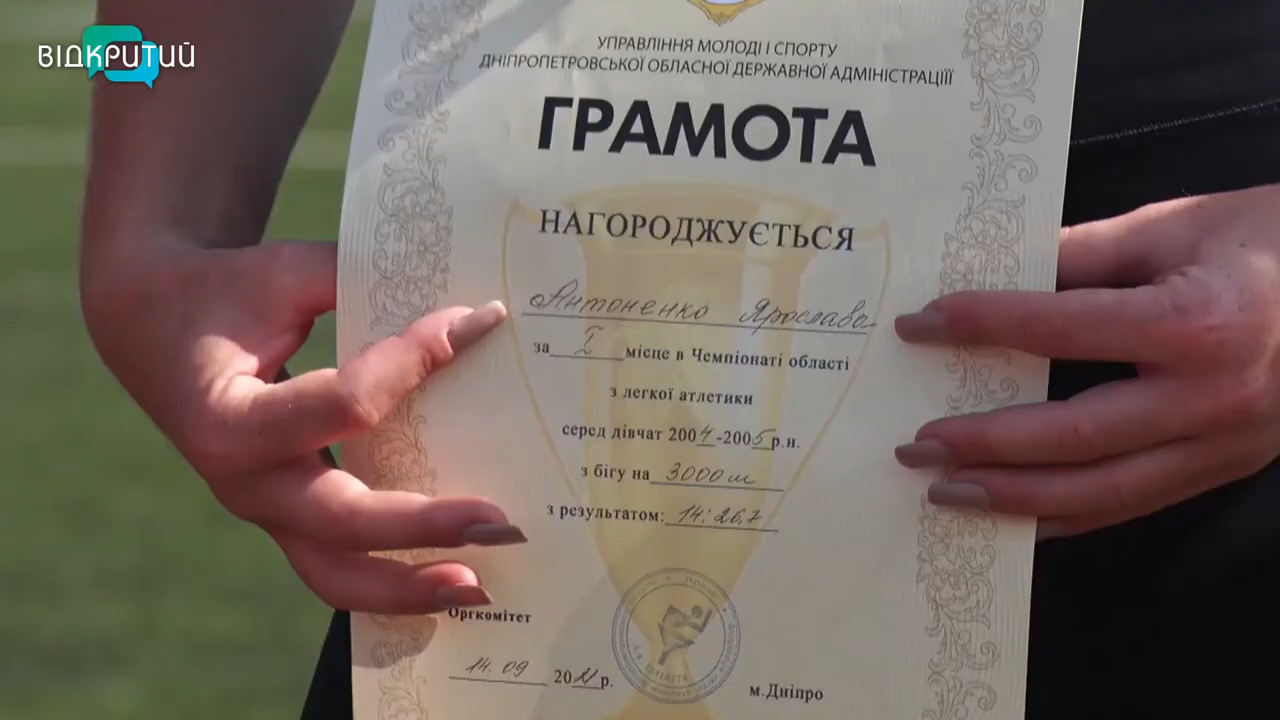 ВІДКРИТИЙ
УПРАВЛІННЯ МОЛОДІ І СПОРТУ
ДНІПРОПЕТРОВСЬКОЇ ОБЛАСНОЇ ДЕРЖАВНОЇ АДМІНІСТРАЦІЇ
ГРАМОТА
НАГОРОДЖУЄТЬСЯ
Антоненко Ярослава
за I місце в Чемпіонаті області
з легкої атлетики
серед дівчат 2004-2005 р.н.
з бігу на 3000 м
з результатом: 14:26,7
Оргкомітет
14.09 2021 р.
м.Дніпро